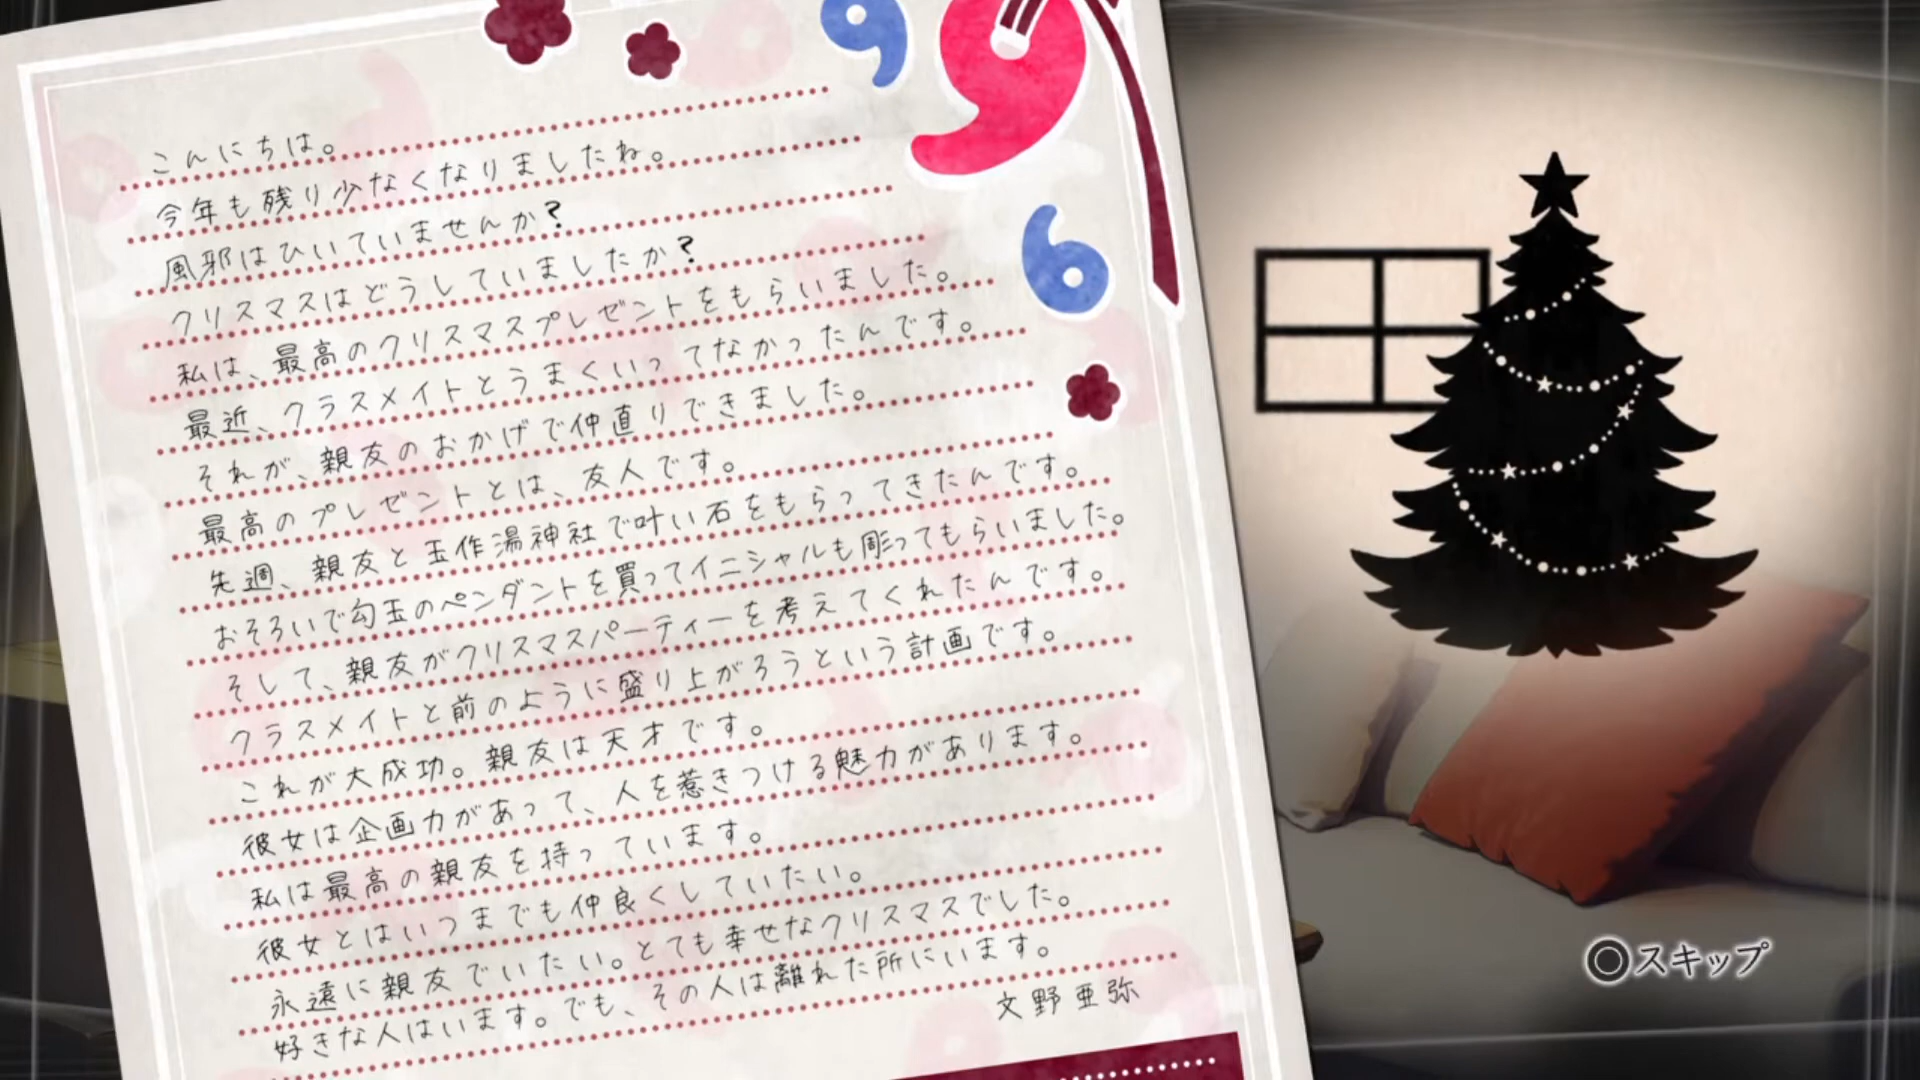 こんにちは。
今年も残り少なくなりましたね。
風邪はひいていませんか?
クリスマスはどうしていましたか?
私は、最高のクリスマスプレゼントをもらいました。
最近、クラスメイトとうまくいってなかったんです。
それが、親友のおかげで仲直りできました。
最高のプレゼントとは、友人です。
先週、親友と玉作湯神社で叶い石をもらってきたんです。
おそろいで勾玉のペンダントを買ってイニシャルも彫ってもらいました。
そして、親友がクリスマスパーティーを考えてくれたんです。
クラスメイトと前のように盛り上がろうという計画です。
これが大成功。親友は天才です。
彼女は企画力があって、人を惹きつける魅力があります。
私は最高の親友を持っています。
彼女とはいつまでも仲良くしていたい。
永遠に親友でいたい。とても幸せなクリスマスでした。
好きな人はいます。でも、その人は離れた所にいます。
文野亜弥
スキップ